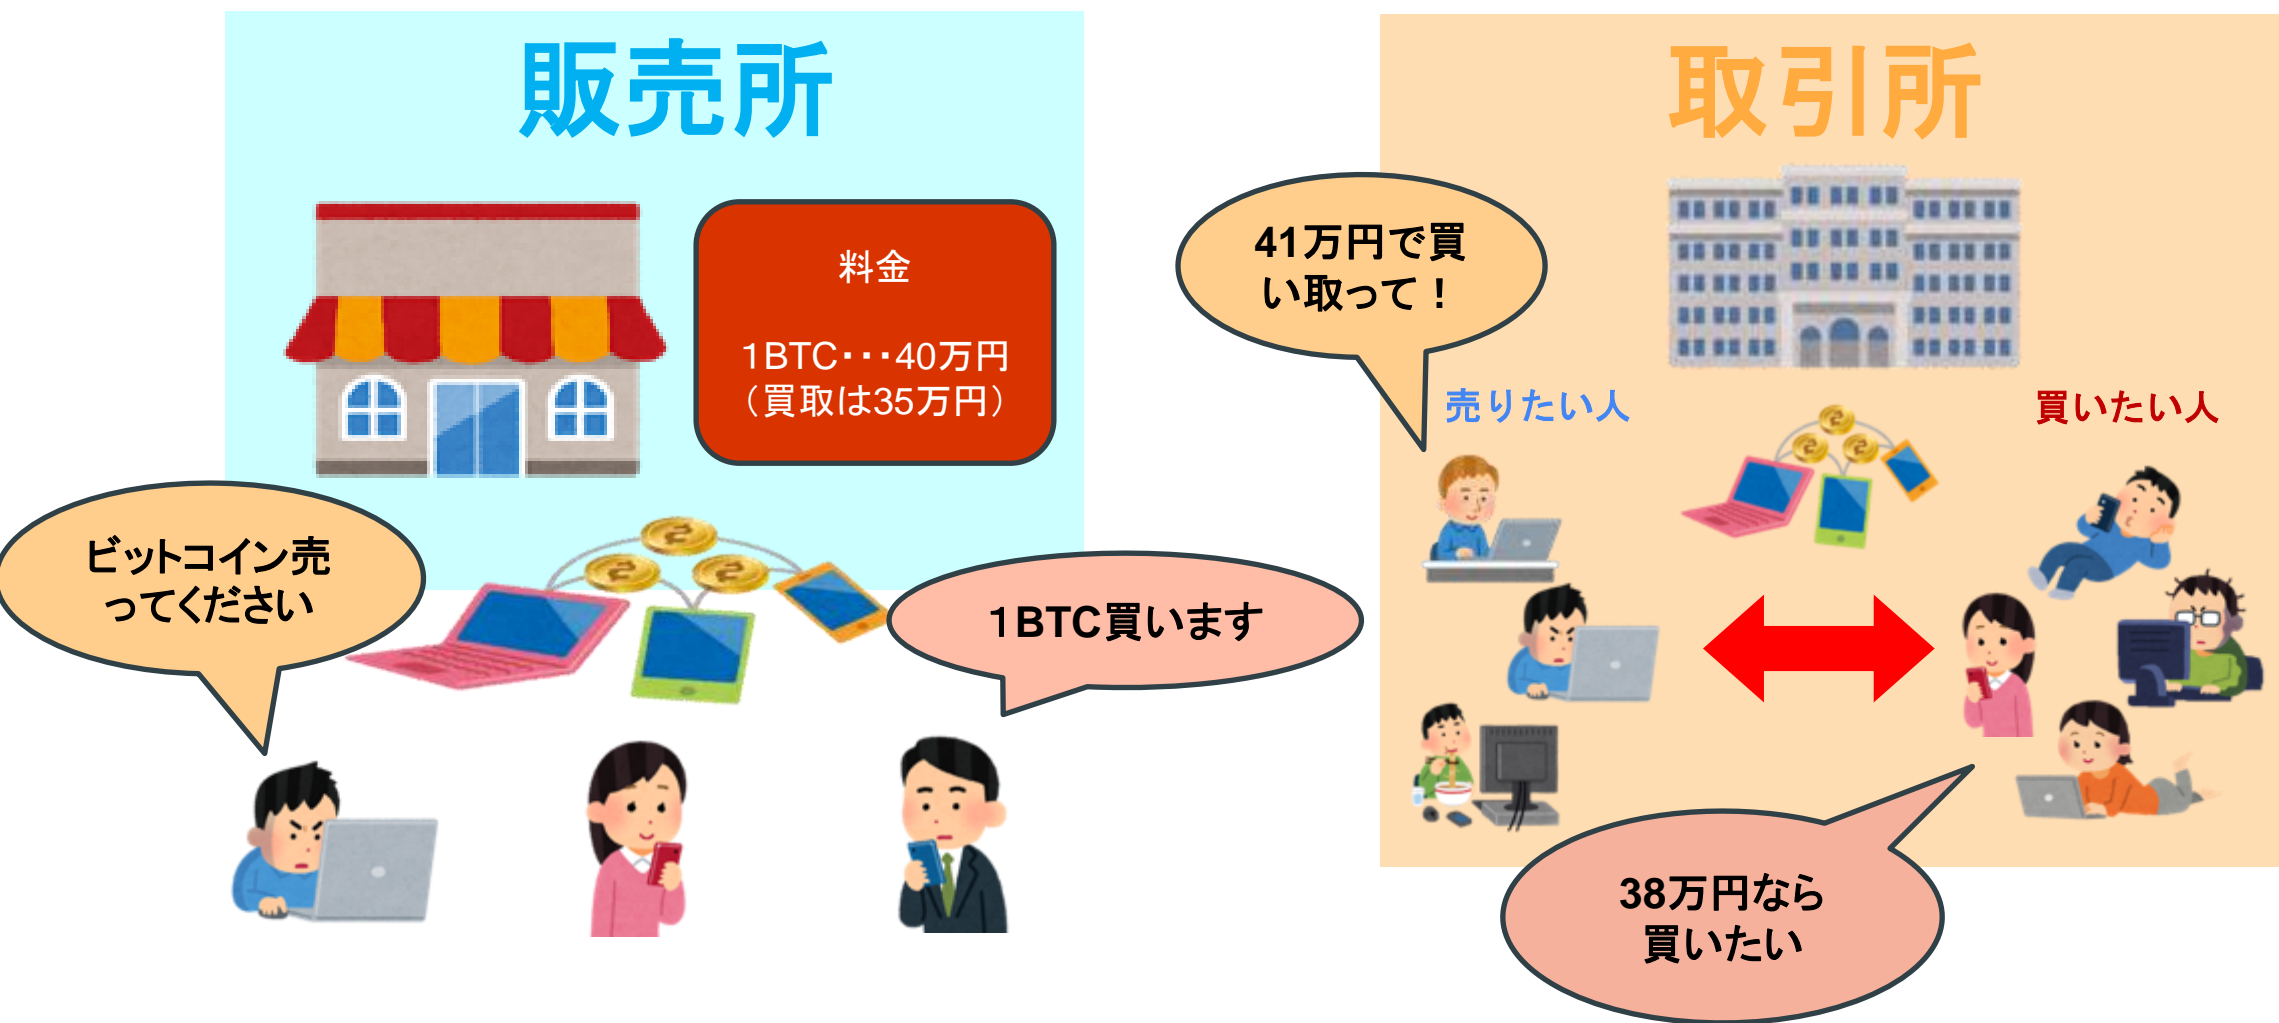 販売所
料金
1BTC・・・40万円
（買取は35万円）
ビットコイン売
ってください
1BTC買います
取引所
41万円で買
い取って！
売りたい人
買いたい人
38万円なら
買いたい